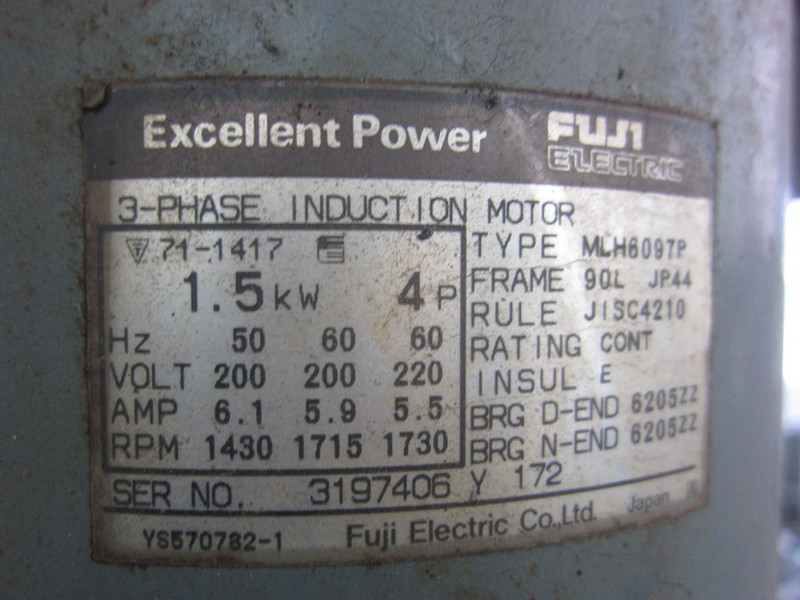 Excellent Power
FUJI ELECTRIC
3-PHASE INDUCTION MOTOR
71-1417
1.5 kW 4P
Hz 50 60 60
VOLT 200 200 220
AMP 6.1 5.9 5.5
RPM 1430 1715 1730
TYPE MLH6097P
FRAME 90L JP44
RULE JISC4210
RATING CONT
INSUL E
BRG D-END 6205ZZ
BRG N-END 6205ZZ
SER NO. 3197406 Y 172
YS570782-1 Fuji Electric Co.,Ltd. Japan